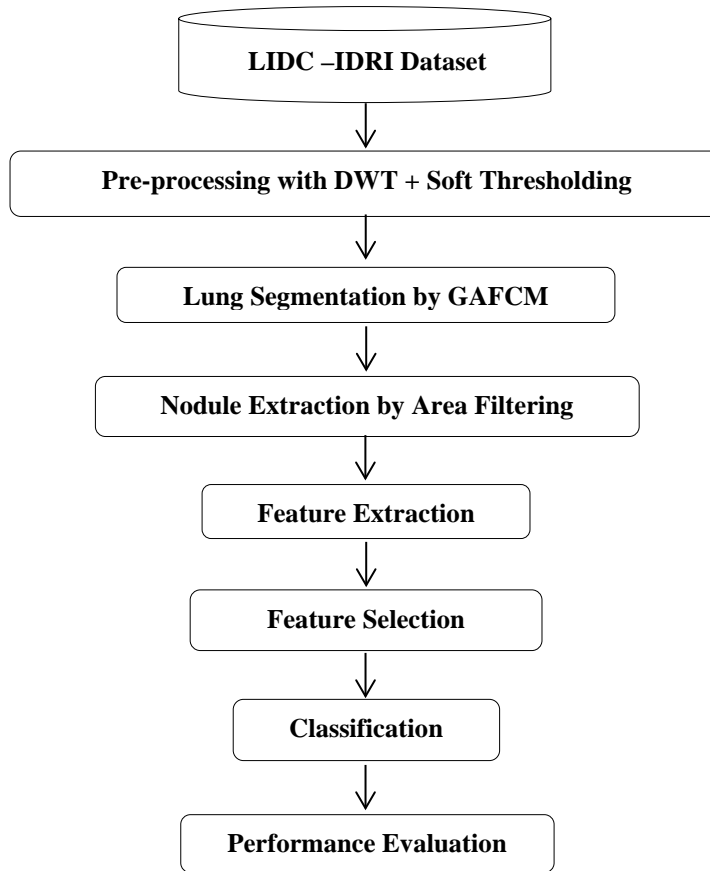 LIDC –IDRI Dataset
Pre-processing with DWT + Soft Thresholding
Lung Segmentation by GAFCM
Nodule Extraction by Area Filtering
Feature Extraction
Feature Selection
Classification
Performance Evaluation